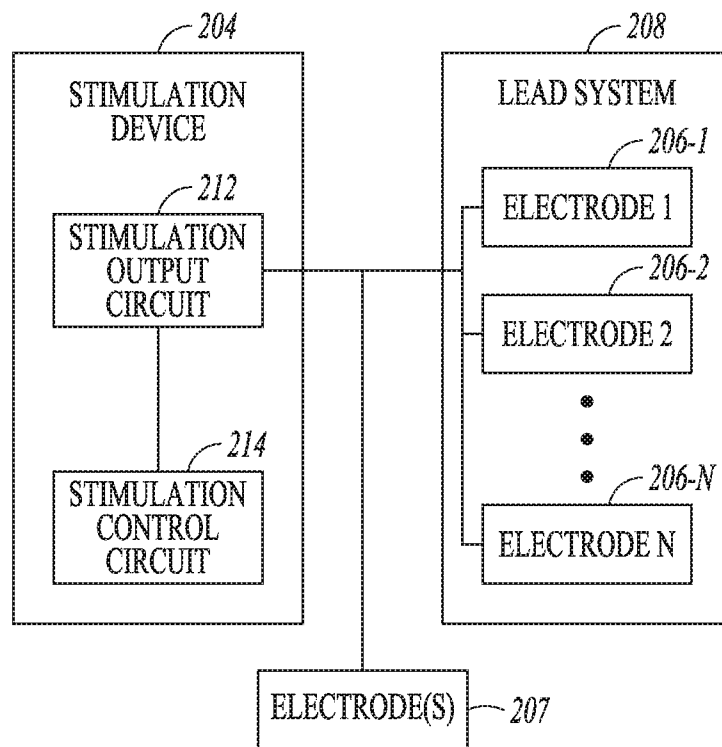 204
STIMULATION
DEVICE
212
STIMULATION
OUTPUT
CIRCUIT
214
STIMULATION
CONTROL
CIRCUIT
208
LEAD SYSTEM
206-1
ELECTRODE 1
206-2
ELECTRODE 2
206-N
ELECTRODE N
ELECTRODE(S)
207